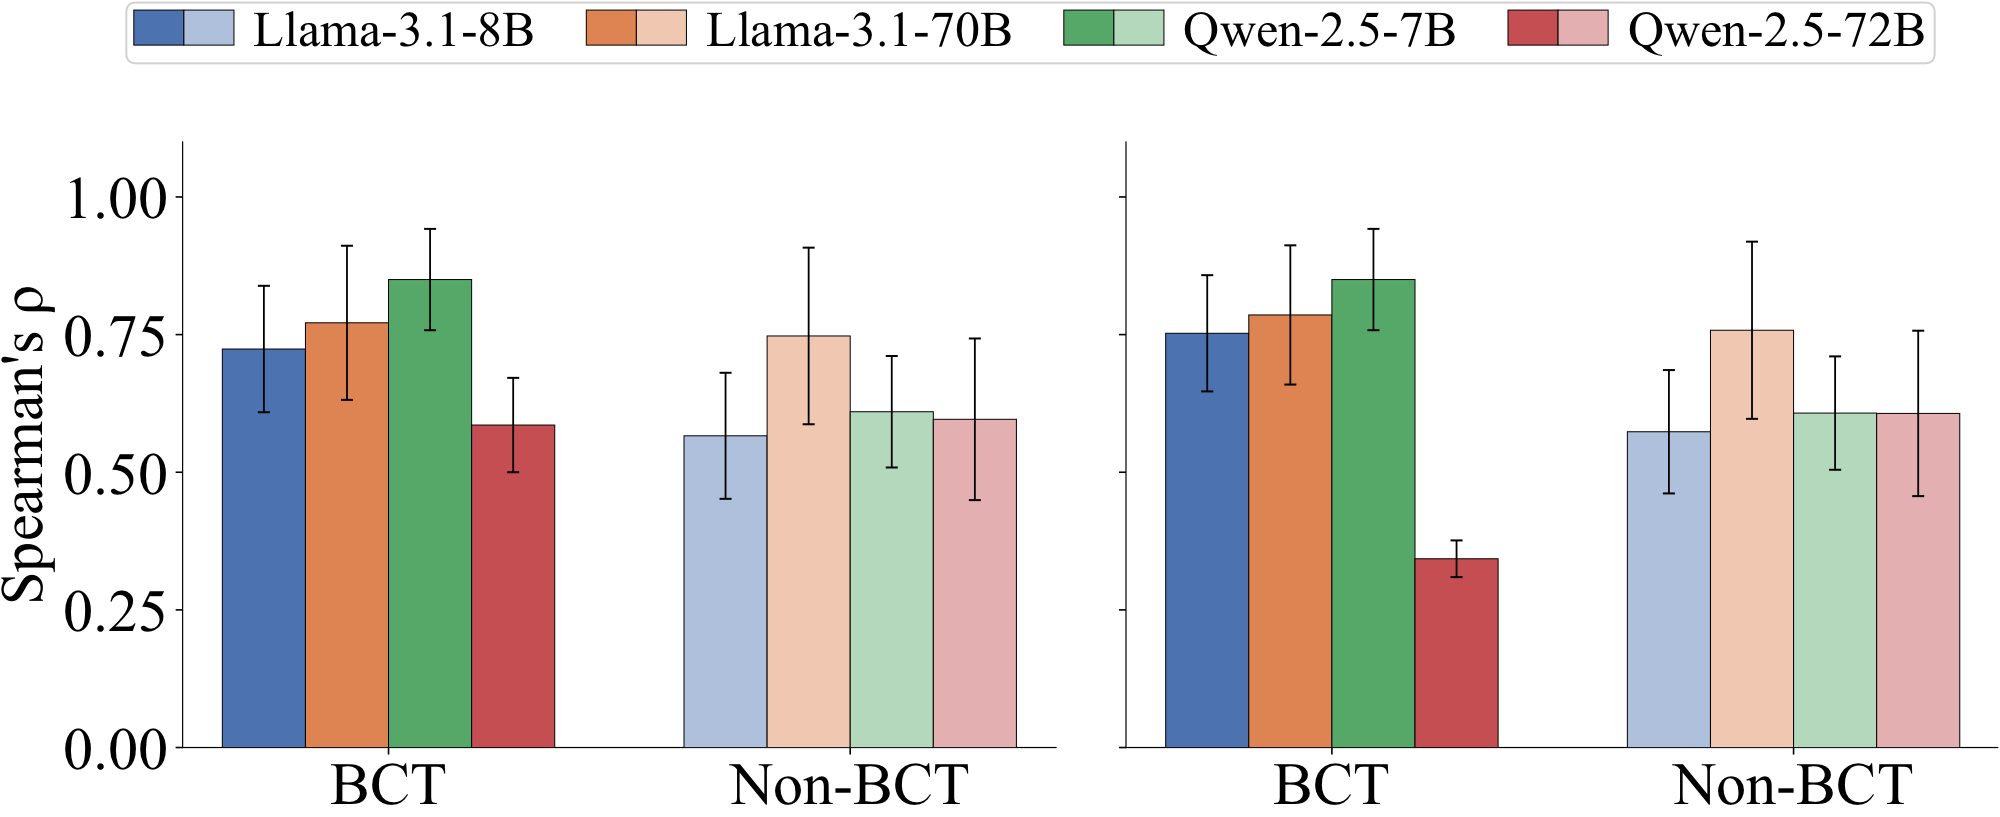 Llama-3.1-8B Llama-3.1-70B Qwen-2.5-7B Qwen-2.5-72B
Spearman's ρ
1.00
0.75
0.50
0.25
0.00
BCT Non-BCT BCT Non-BCT